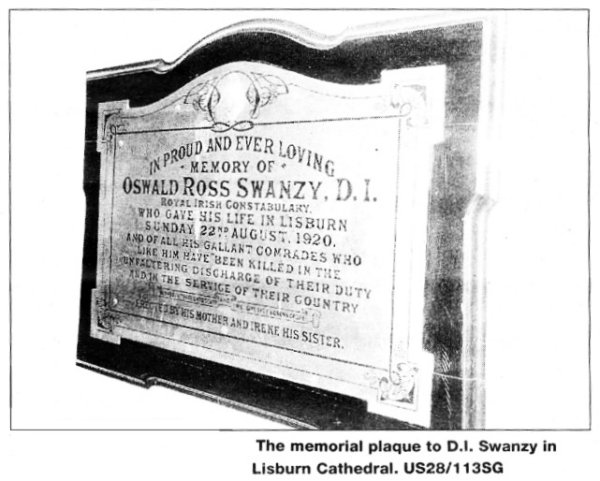 IN PROUD AND EVER LOVING
· MEMORY OF ·
OSWALD ROSS SWANZY, D.I.
ROYAL IRISH CONSTABULARY,
WHO GAVE HIS LIFE IN LISBURN
SUNDAY 22ND AUGUST, 1920,
AND OF ALL HIS GALLANT COMRADES WHO
LIKE HIM HAVE BEEN KILLED IN THE
UNFALTERING DISCHARGE OF THEIR DUTY
AND IN THE SERVICE OF THEIR COUNTRY
BY HIS MOTHER AND IRENE HIS SISTER.
The memorial plaque to D.I. Swanzy in
Lisburn Cathedral. US28/113SG